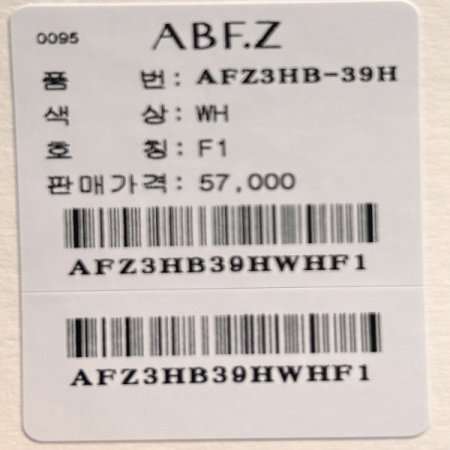 0095 ABF.Z
품 번: AFZ3HB-39H
색 상: WH
호 칭: F1
판매가격: 57,000
AFZ3HB39HWHF1
AFZ3HB39HWHF1